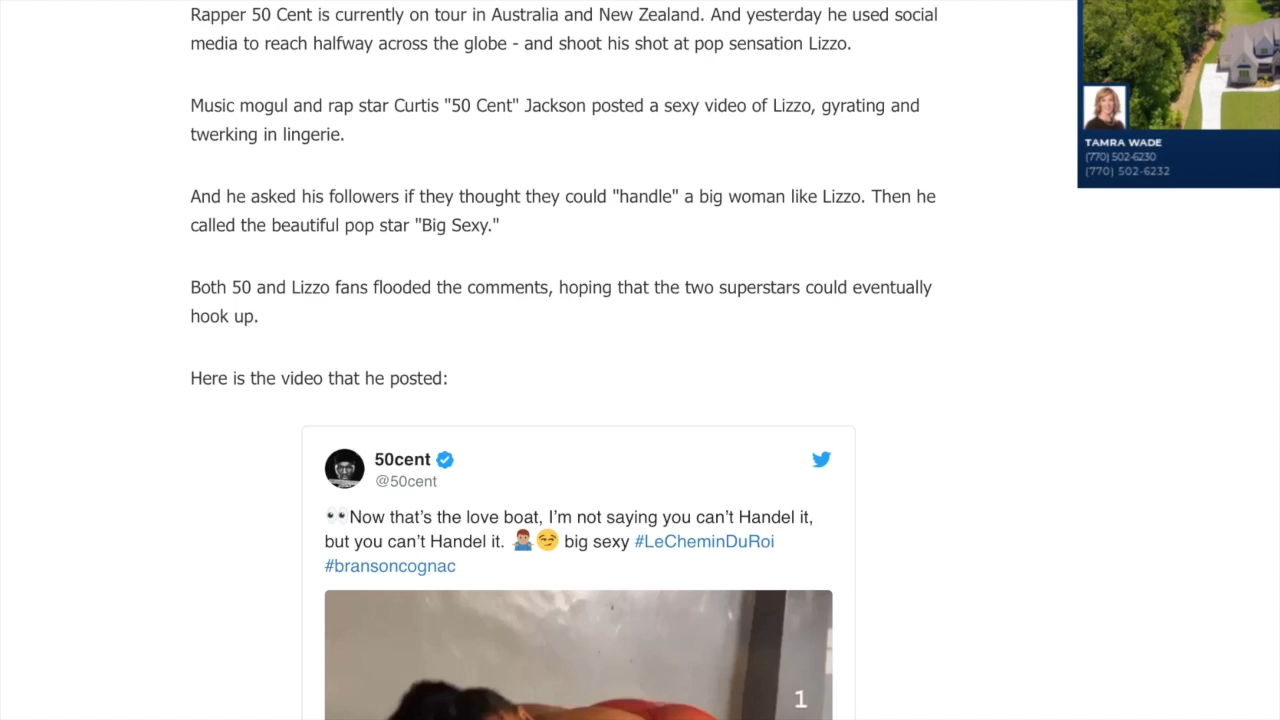 Rapper 50 Cent is currently on tour in Australia and New Zealand. And yesterday he used social
media to reach halfway across the globe - and shoot his shot at pop sensation Lizzo.
Music mogul and rap star Curtis "50 Cent" Jackson posted a sexy video of Lizzo, gyrating and
twerking in lingerie.
And he asked his followers if they thought they could "handle" a big woman like Lizzo. Then he
called the beautiful pop star "Big Sexy."
Both 50 and Lizzo fans flooded the comments, hoping that the two superstars could eventually
hook up.
Here is the video that he posted:
50cent
@50cent
👀Now that’s the love boat, I’m not saying you can’t Handel it,
but you can’t Handel it. 🤷🏽‍♂️😏 big sexy #LeCheminDuRoi
#bransoncognac
1
TAMRA WADE
(770) 502-6230
(770) 502-6232